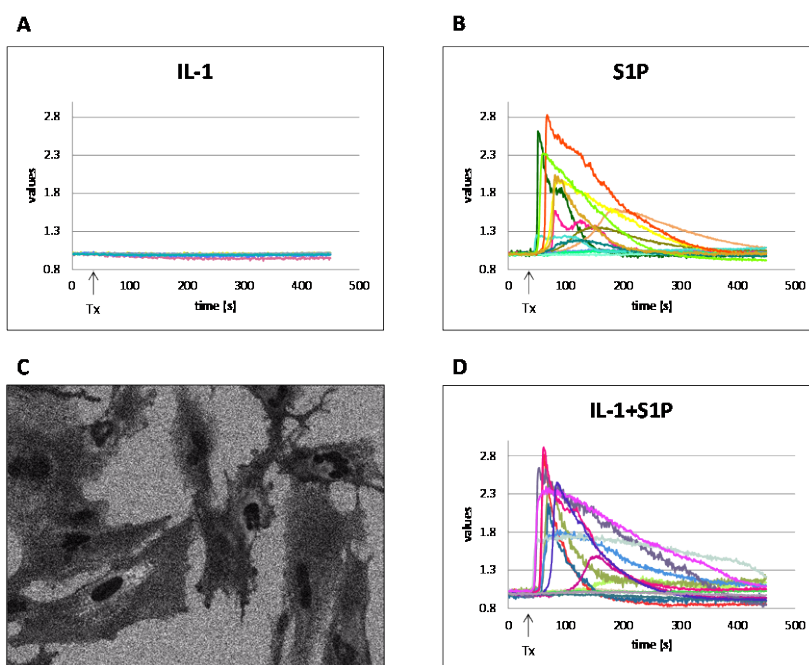 A
IL-1
2.8
2.3
values
1.8
1.3
0.8
0 100 200 300 400 500
Tx
time [s]
B
S1P
2.8
2.3
values
1.8
1.3
0.8
0 100 200 300 400 500
Tx
time [s]
C
D
IL-1+S1P
2.8
2.3
values
1.8
1.3
0.8
0 100 200 300 400 500
Tx
time [s]